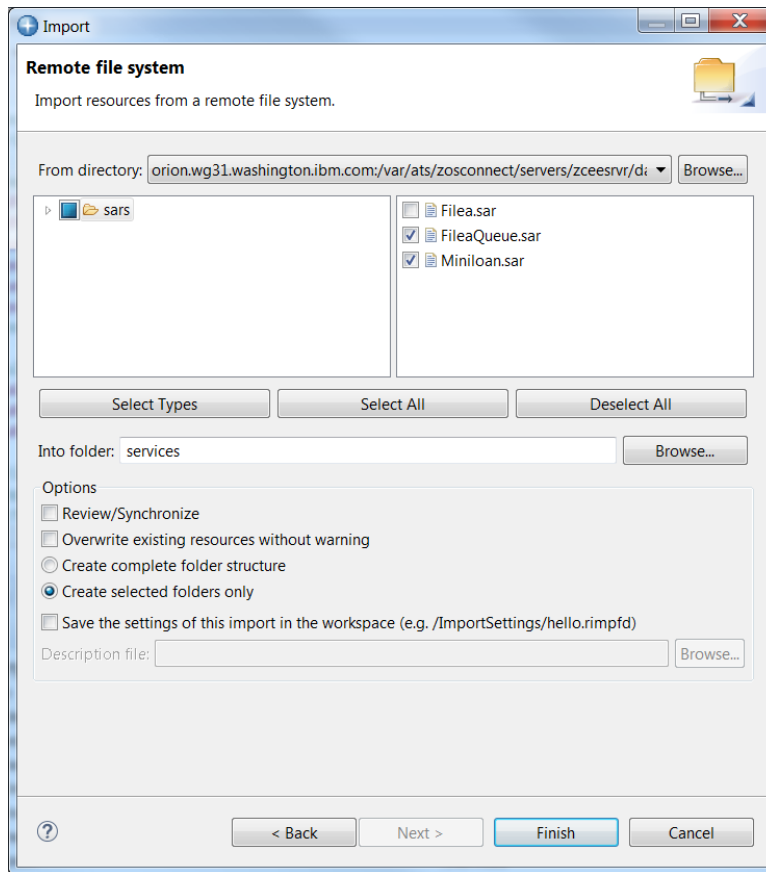 Import
Remote file system
Import resources from a remote file system.
From directory: orion.wg31.washington.ibm.com:/var/ats/zosconnect/servers/zceesrvr/da Browse...
sars
Filea.sar
FileaQueue.sar
Miniloan.sar
Select Types Select All Deselect All
Into folder: services Browse...
Options
Review/Synchronize
Overwrite existing resources without warning
Create complete folder structure
Create selected folders only
Save the settings of this import in the workspace (e.g. /ImportSettings/hello.rimpfd)
Description file: Browse...
? < Back Next > Finish Cancel